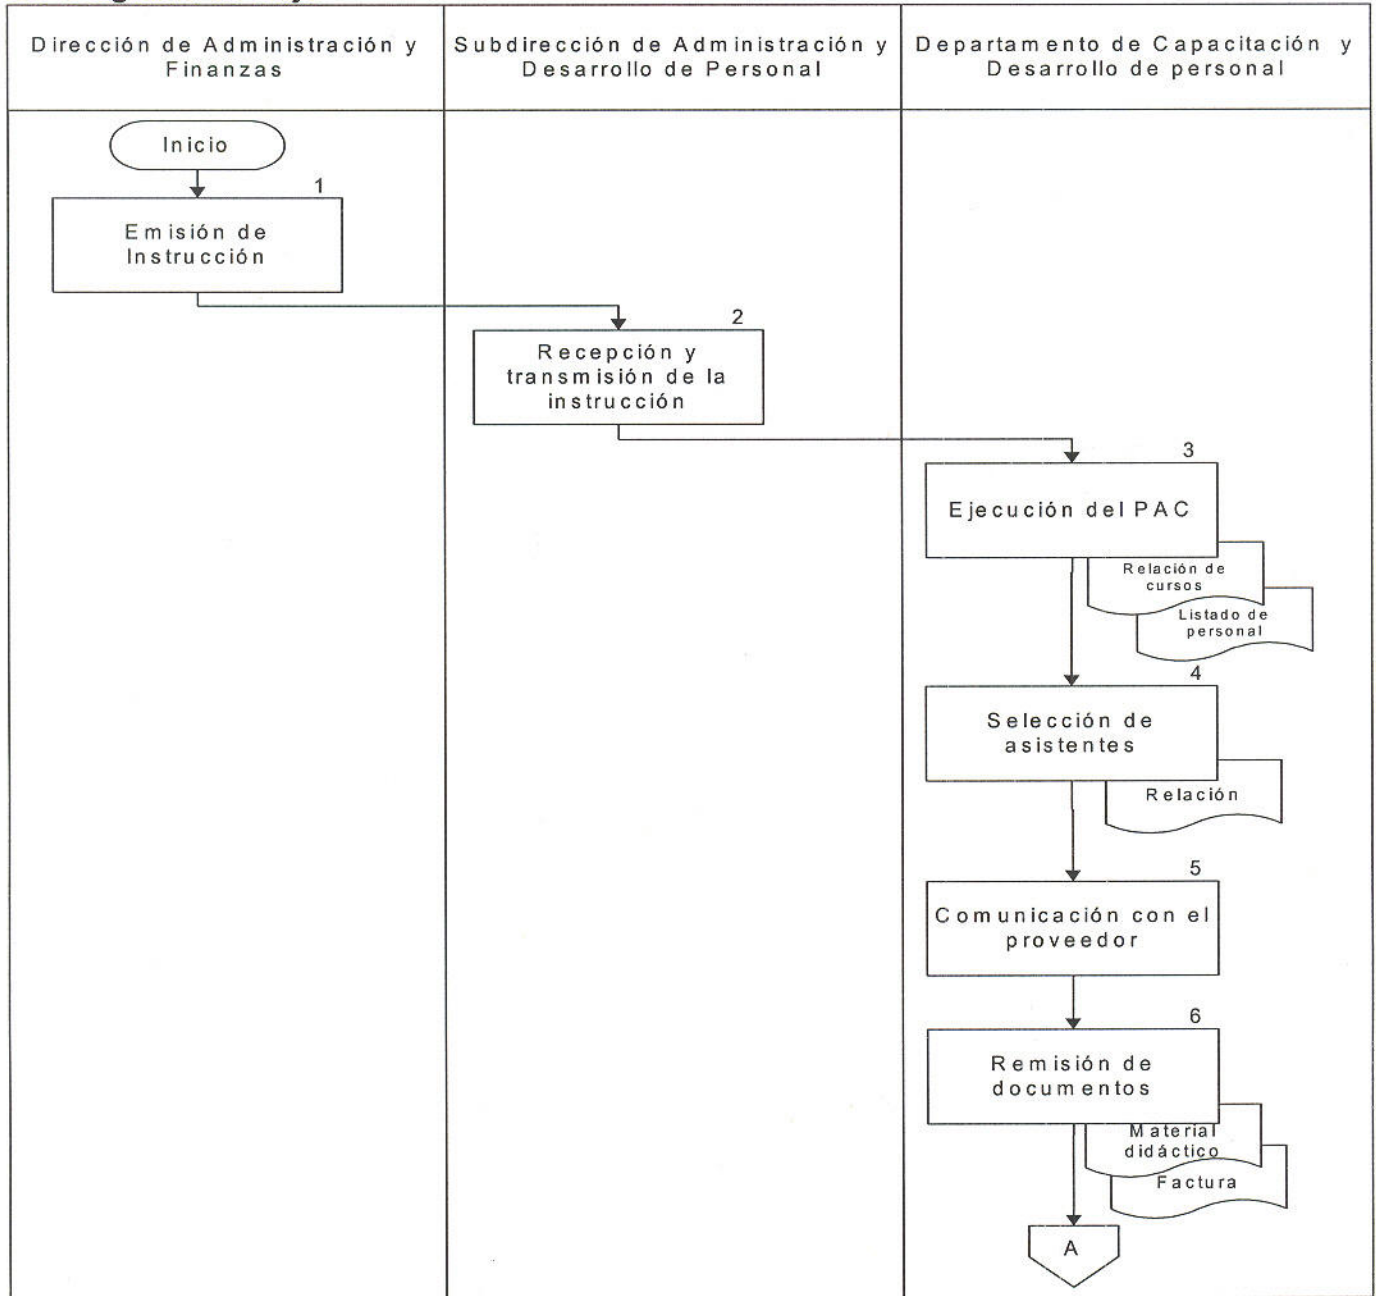 Dirección de Administración y
Finanzas
Subdirección de Administración y
Desarrollo de Personal
Departamento de Capacitación y
Desarrollo de personal
Inicio
1
Emisión de
Instrucción
2
Recepción y
transmisión de la
instrucción
3
Ejecución del PAC
Relación de
cursos
Listado de
personal
4
Selección de
asistentes
Relación
5
Comunicación con el
proveedor
6
Remisión de
documentos
Material
didáctico
Factura
A